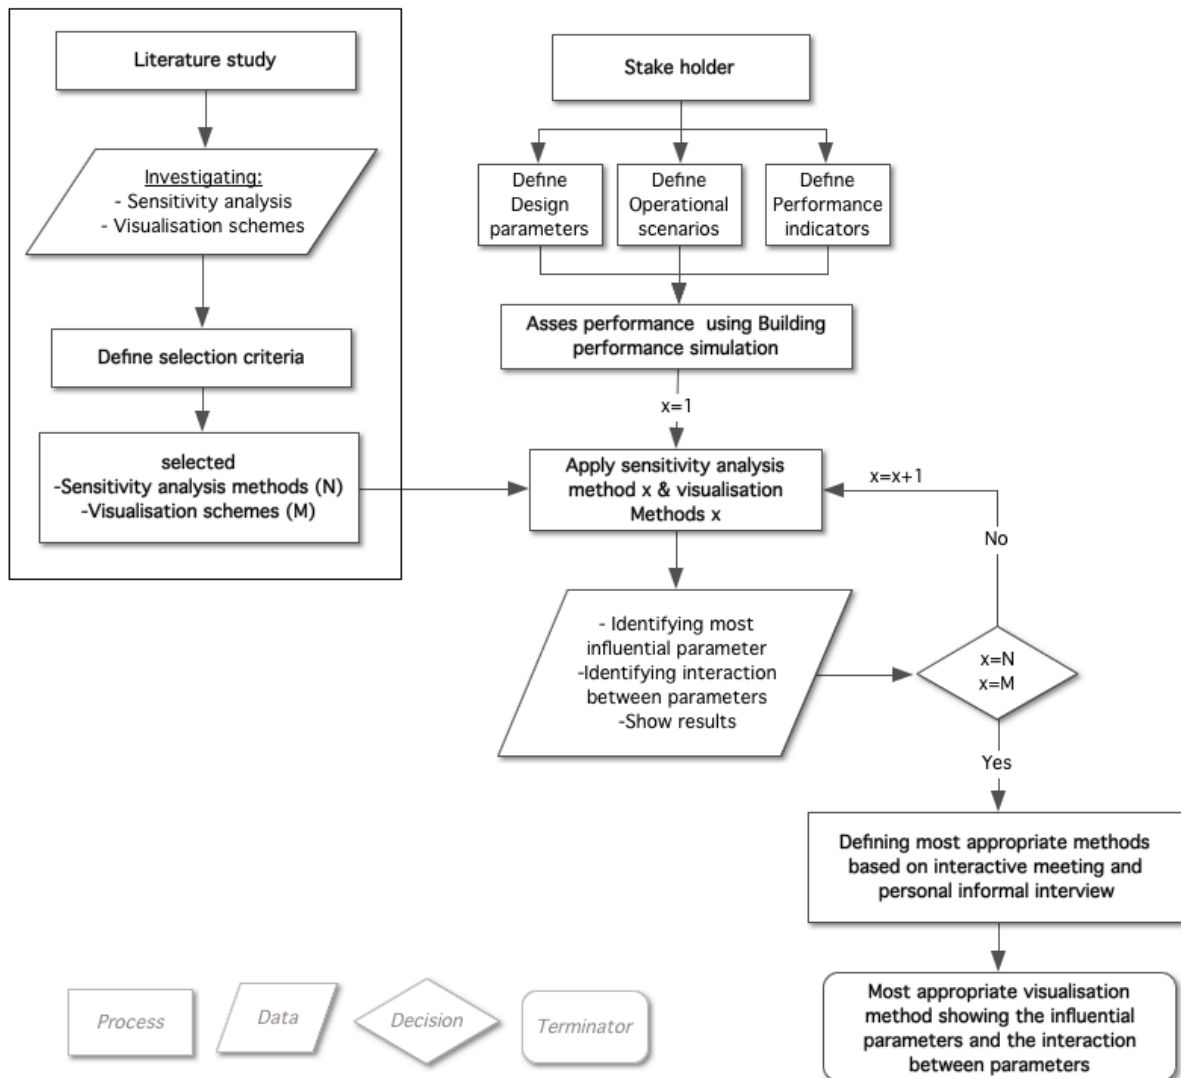 Literature study
Investigating:
- Sensitivity analysis
- Visualisation schemes
Define selection criteria
selected
-Sensitivity analysis methods (N)
-Visualisation schemes (M)
Stake holder
Define
Design
parameters
Define
Operational
scenarios
Define
Performance
indicators
Asses performance using Building
performance simulation
x=1
Apply sensitivity analysis
method x & visualisation
Methods x
x=x+1
No
- Identifying most
influential parameter
-Identifying interaction
between parameters
-Show results
x=N
x=M
Yes
Defining most appropriate methods
based on interactive meeting and
personal informal interview
Most appropriate visualisation
method showing the influential
parameters and the interaction
between parameters
Process
Data
Decision
Terminator